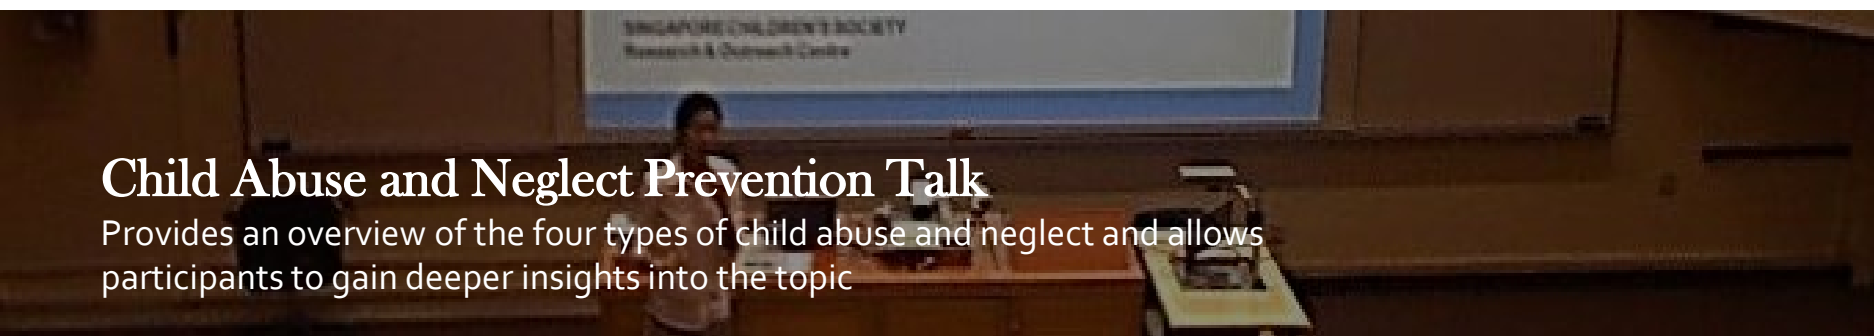 SINGAPORE CHILDREN'S SOCIETY
Research & Outreach Centre
Child Abuse and Neglect Prevention Talk
Provides an overview of the four types of child abuse and neglect and allows
participants to gain deeper insights into the topic